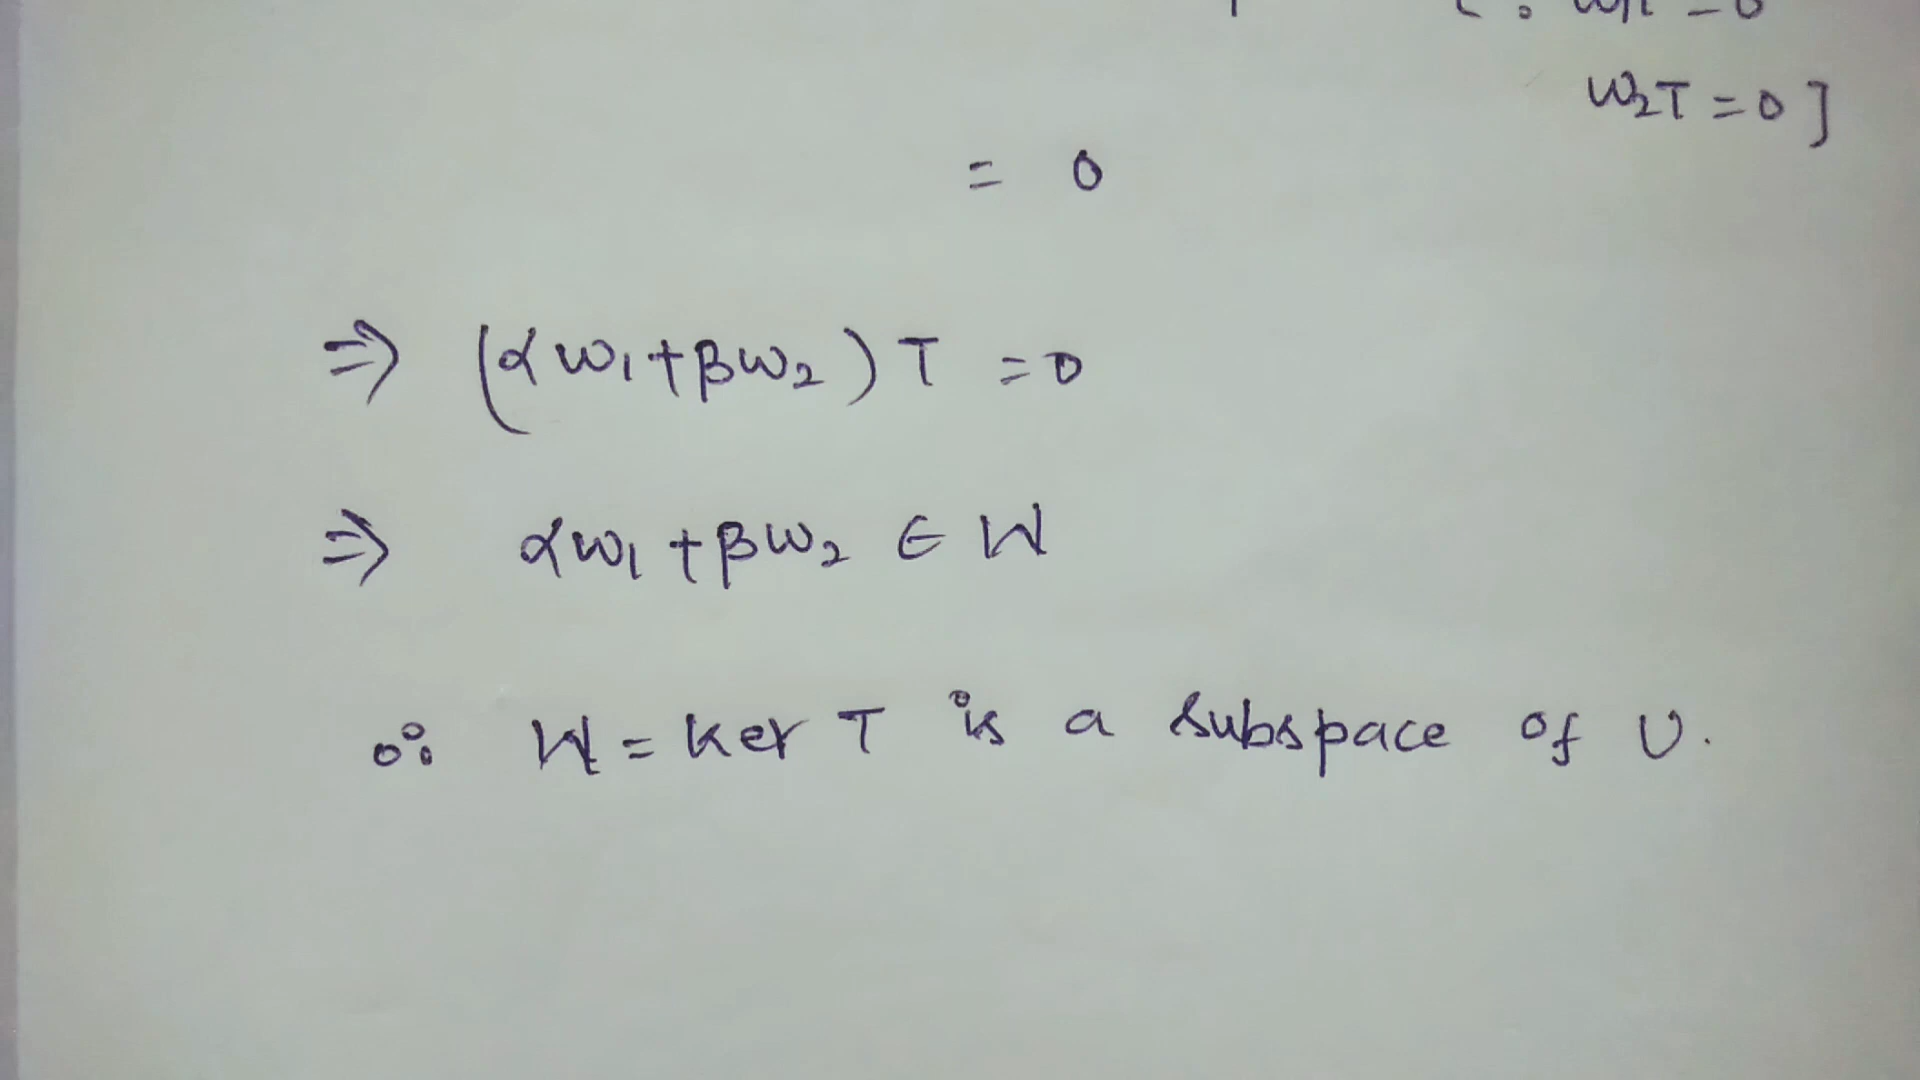 w₂T = 0 ]
= 0
⇒ (αw₁ + βw₂) T = 0
⇒ αw₁ + βw₂ ∈ W
∴ W = Ker T is a subspace of U.